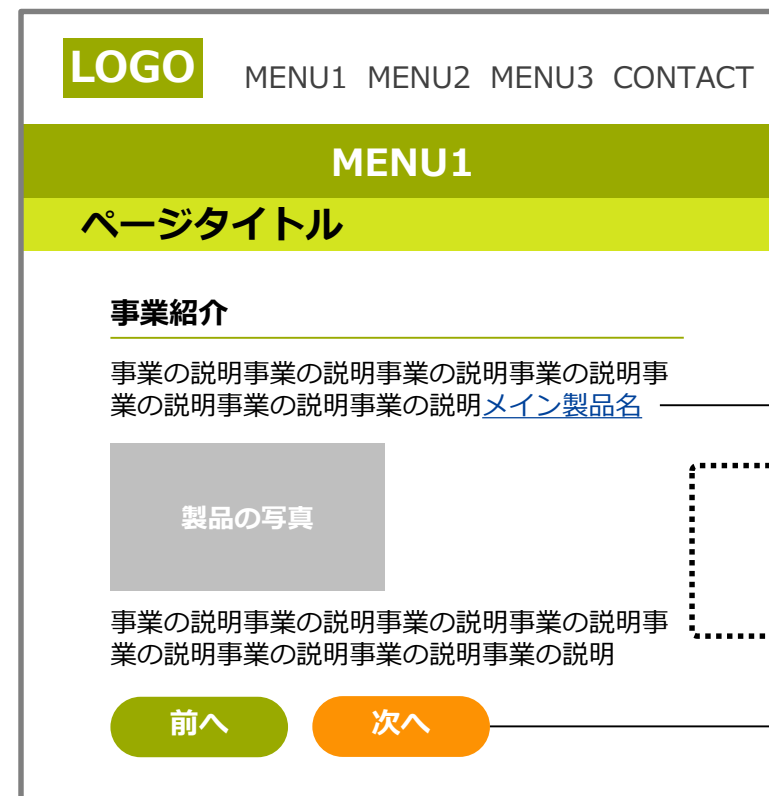 LOGO
MENU1 MENU2 MENU3 CONTACT
MENU1
ページタイトル
事業紹介
事業の説明事業の説明事業の説明事業の説明事
業の説明事業の説明事業の説明メイン製品名
製品の写真
事業の説明事業の説明事業の説明事業の説明事
業の説明事業の説明事業の説明事業の説明
前へ
次へ